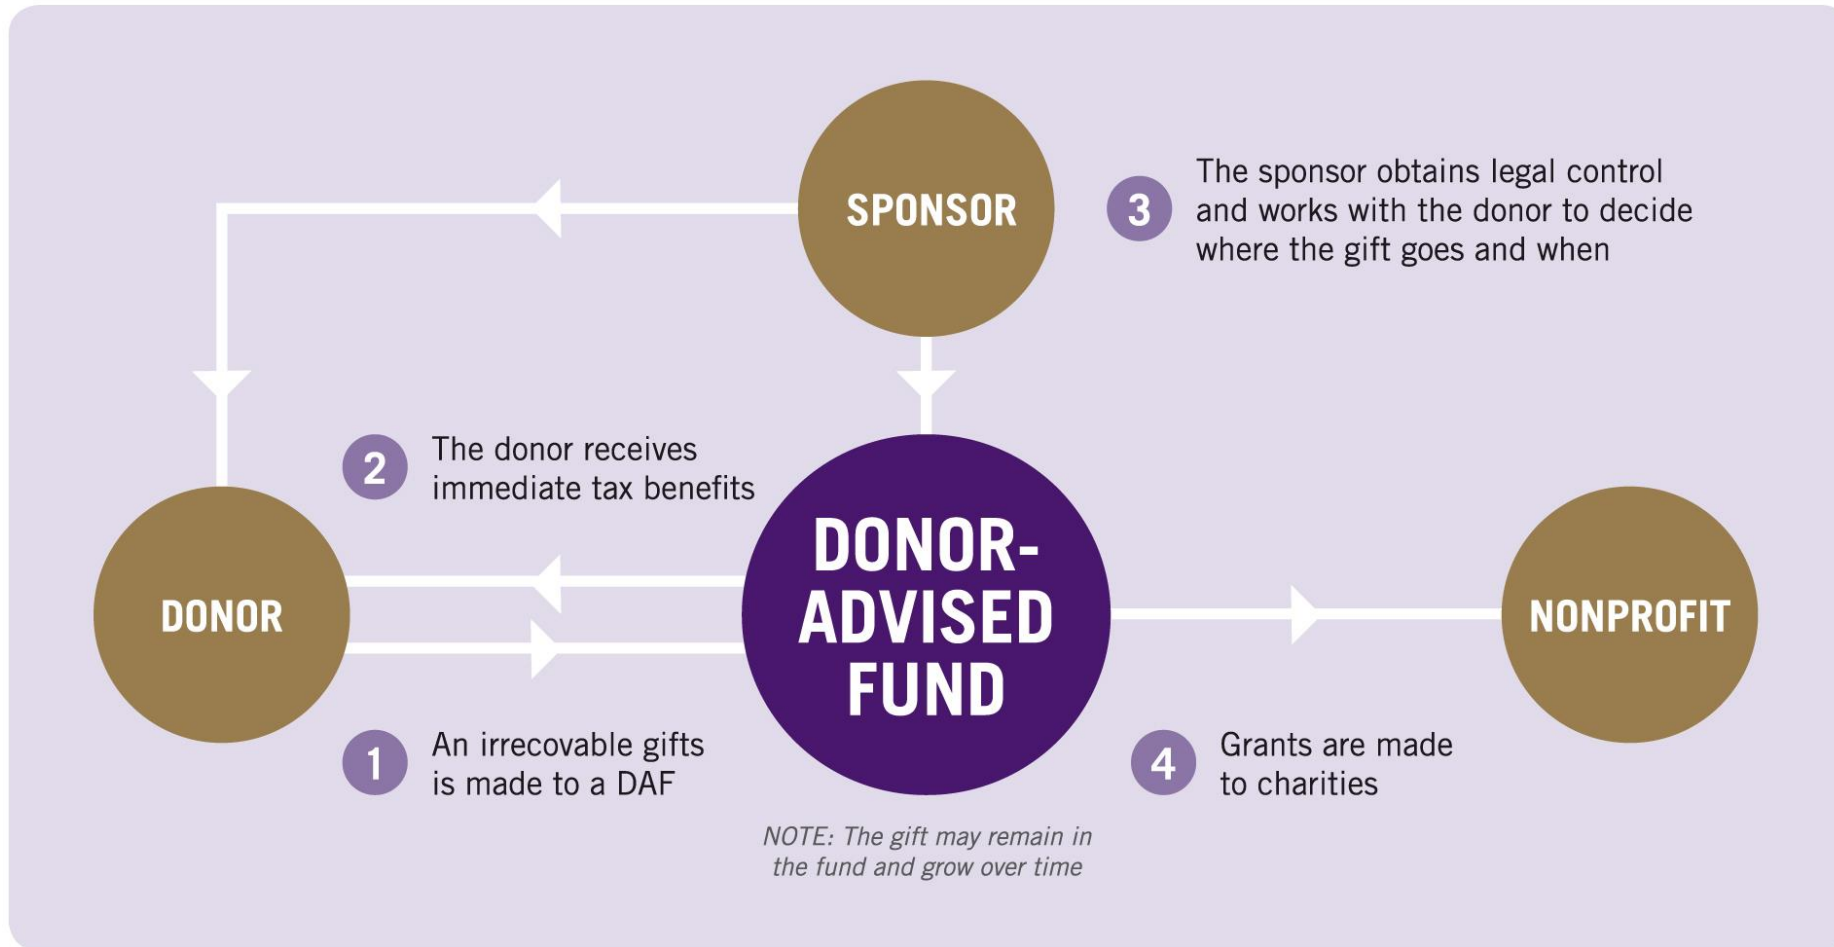 SPONSOR
3
The sponsor obtains legal control
and works with the donor to decide
where the gift goes and when
2
The donor receives
immediate tax benefits
DONOR
DONOR-
ADVISED
FUND
NONPROFIT
1
An irrecovable gifts
is made to a DAF
4
Grants are made
to charities
NOTE: The gift may remain in
the fund and grow over time